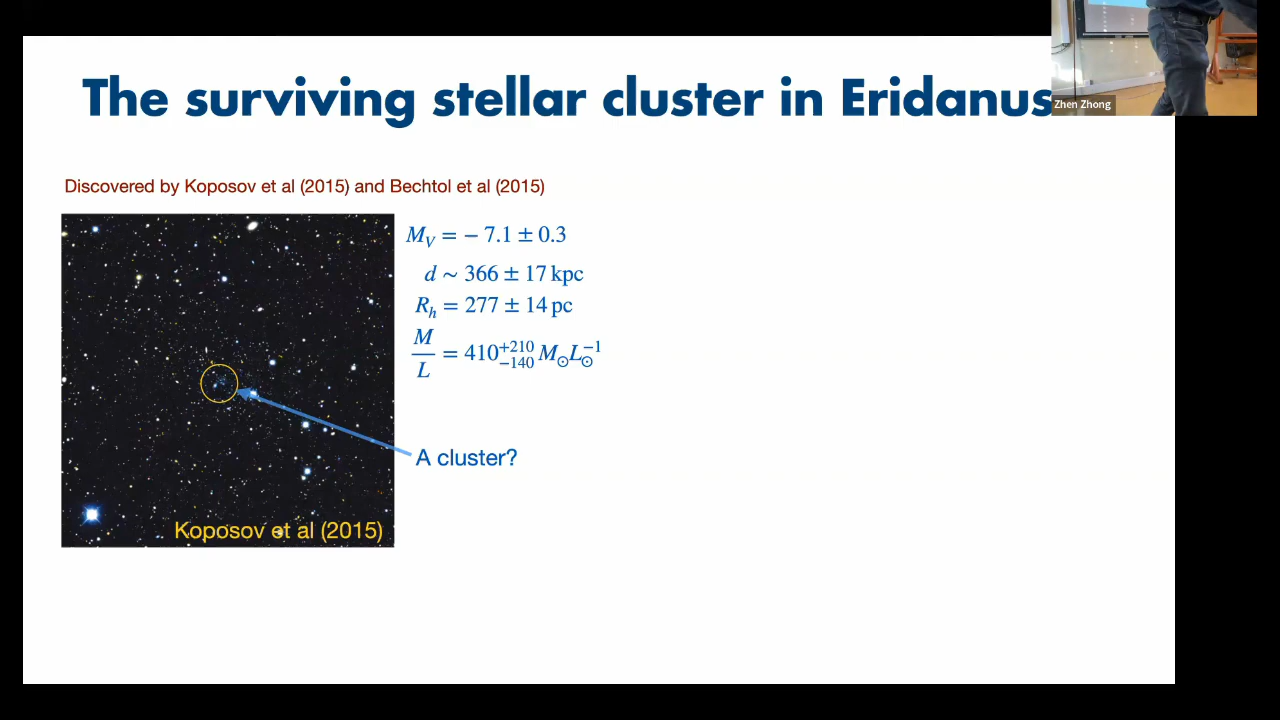 The surviving stellar cluster in Eridanus
Zhen Zhong
Discovered by Koposov et al (2015) and Bechtol et al (2015)
M_V = − 7.1 ± 0.3
d ∼ 366 ± 17 kpc
R_h = 277 ± 14 pc
M/L = 410^{+210}_{−140} M_⊙L_⊙^{−1}
A cluster?
Koposov et al (2015)